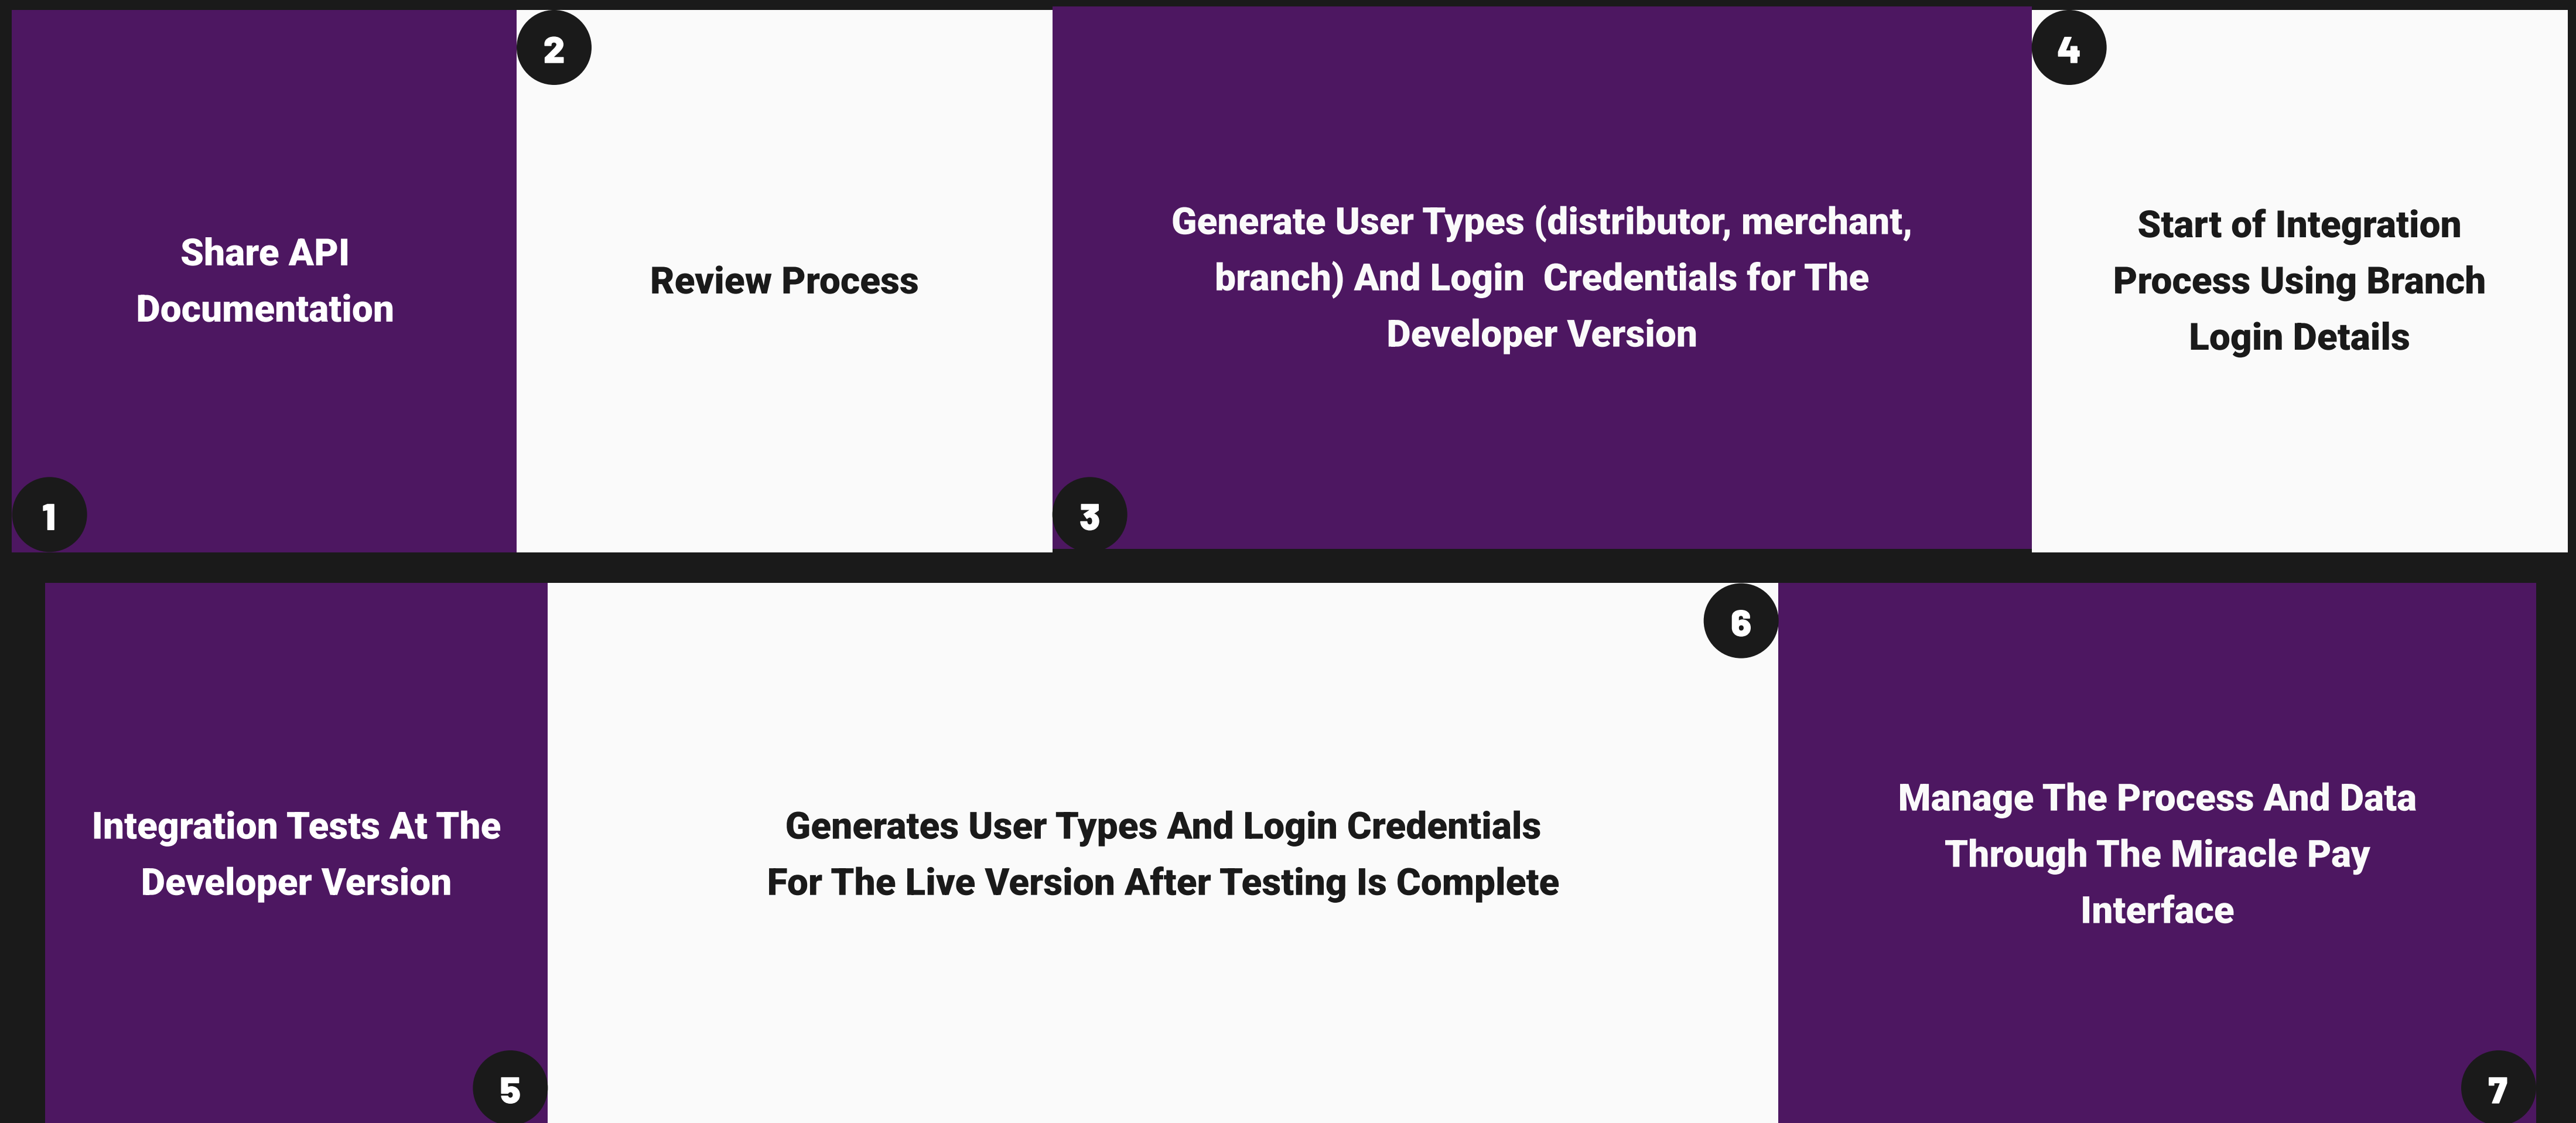 Share API
Documentation
1
2
Review Process
Generate User Types (distributor, merchant,
branch) And Login  Credentials for The
Developer Version
3
4
Start of Integration
Process Using Branch
Login Details
Integration Tests At The
Developer Version
5
6
Generates User Types And Login Credentials
For The Live Version After Testing Is Complete
Manage The Process And Data
Through The Miracle Pay
Interface
7